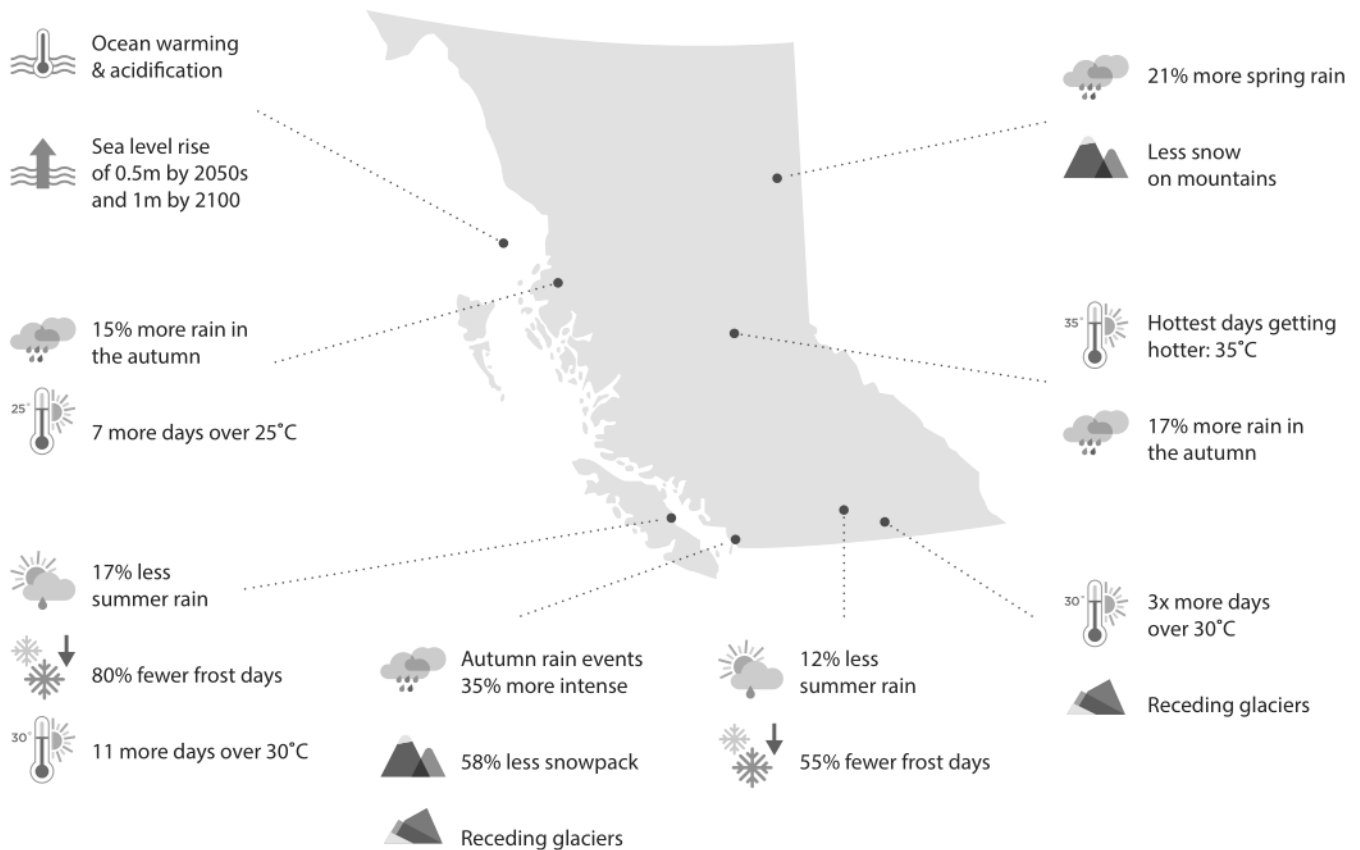 Ocean warming
& acidification
Sea level rise
of 0.5m by 2050s
and 1m by 2100
15% more rain in
the autumn
25˚
7 more days over 25˚C
17% less
summer rain
80% fewer frost days
30˚
11 more days over 30˚C
Autumn rain events
35% more intense
58% less snowpack
Receding glaciers
12% less
summer rain
55% fewer frost days
21% more spring rain
Less snow
on mountains
35˚
Hottest days getting
hotter: 35˚C
17% more rain in
the autumn
30˚
3x more days
over 30˚C
Receding glaciers